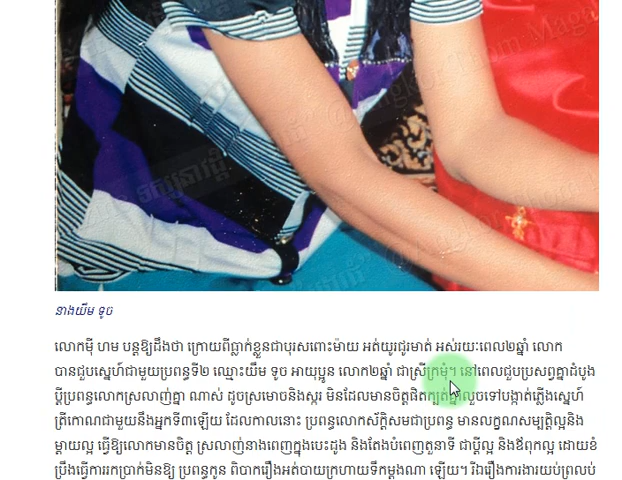 នាងយឹម ទូច
លោកម៉ី ហម បន្តឱ្យដឹងថា ក្រោយពីធ្លាក់ខ្លួនជាបុរសពោះម៉ាយ អត់យូរជូរមាត់ អស់រយៈពេល២ឆ្នាំ លោក
បានជួបស្នេហ៍ជាមួយប្រពន្ធទី២ ឈ្មោះយឹម ទូច អាយុប្អូន លោក២ឆ្នាំ ជាស្រីក្រមុំ។ នៅពេលជួបប្រសព្វគ្នាដំបូង
ប្តីប្រពន្ធលោកស្រលាញ់គ្នា ណាស់ ដូចស្រមោចនឹងស្ករ មិនដែលមានចិត្តផិតក្បត់គ្នាលួចទៅបង្កាត់ភ្លើងស្នេហ៍
ត្រីកោណជាមួយនឹងអ្នកទី៣ឡើយ ដែលកាលនោះ ប្រពន្ធលោកស័ក្តិសមជាប្រពន្ធ មានលក្ខណសម្បត្តិល្អនិង
ម្តាយល្អ ធ្វើឱ្យលោកមានចិត្ត ស្រលាញ់នាងពេញក្នុងបេះដូង និងតែងបំពេញតួនាទី ជាប្តីល្អ និងឪពុកល្អ ដោយខំ
ប្រឹងធ្វើការរកប្រាក់មិនឱ្យ ប្រពន្ធកូន ពិបាករឿងអត់បាយក្រហាយទឹកម្តងណា ឡើយ។ រីឯរឿងការងារយប់ព្រលប់